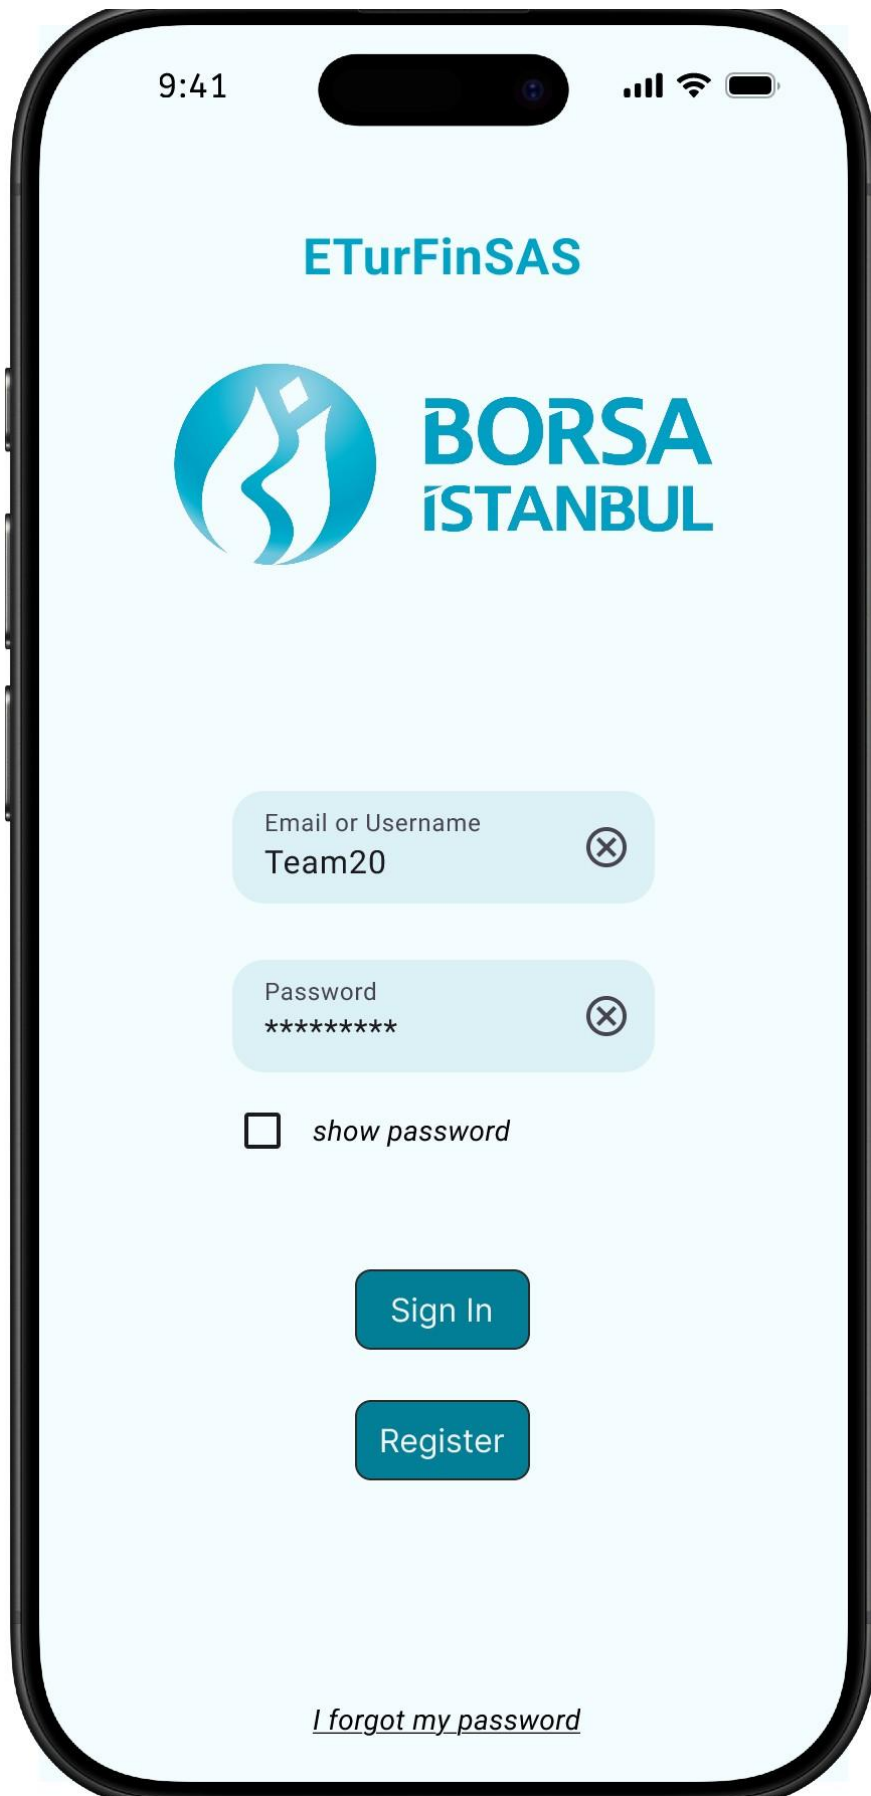 9:41
ETurFinSAS
BORSA
İSTANBUL
Email or Username
Team20
Password
*********
show password
Sign In
Register
I forgot my password